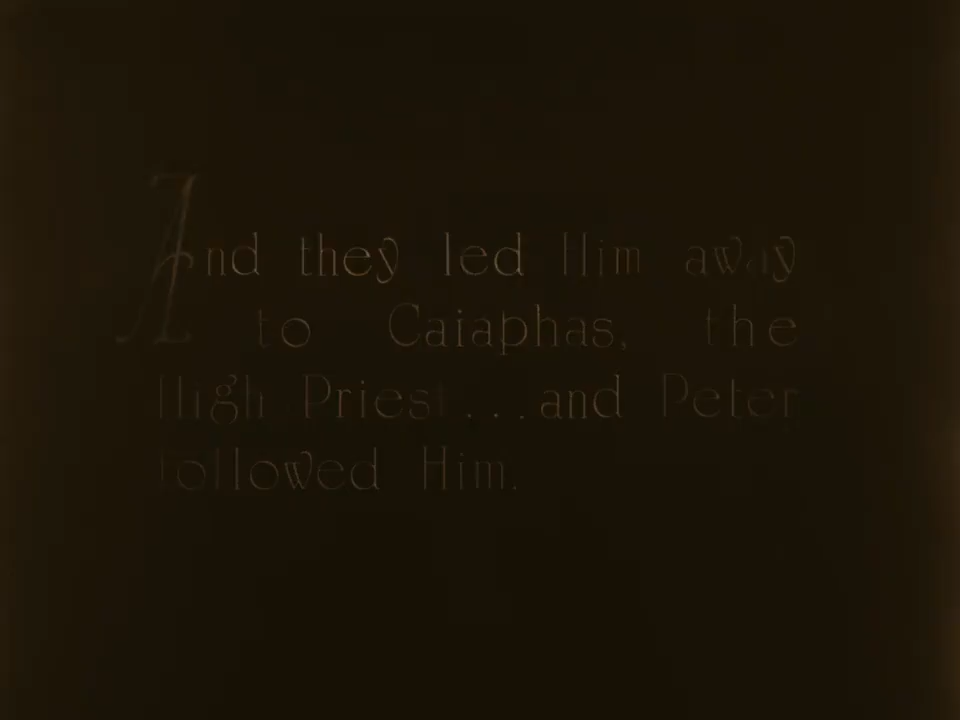 And they led Him away
to Caiaphas, the
High Priest...and Peter
followed Him.